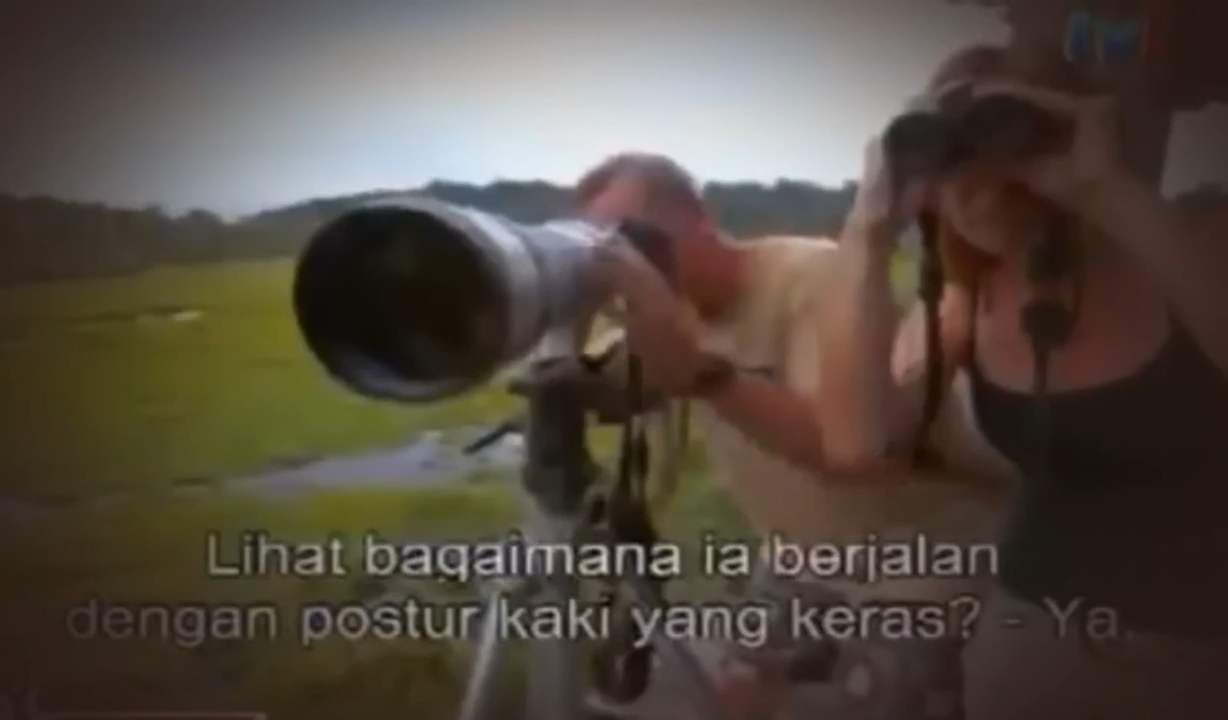 Lihat bagaimana ia berjalan
dengan postur kaki yang keras? - Ya.